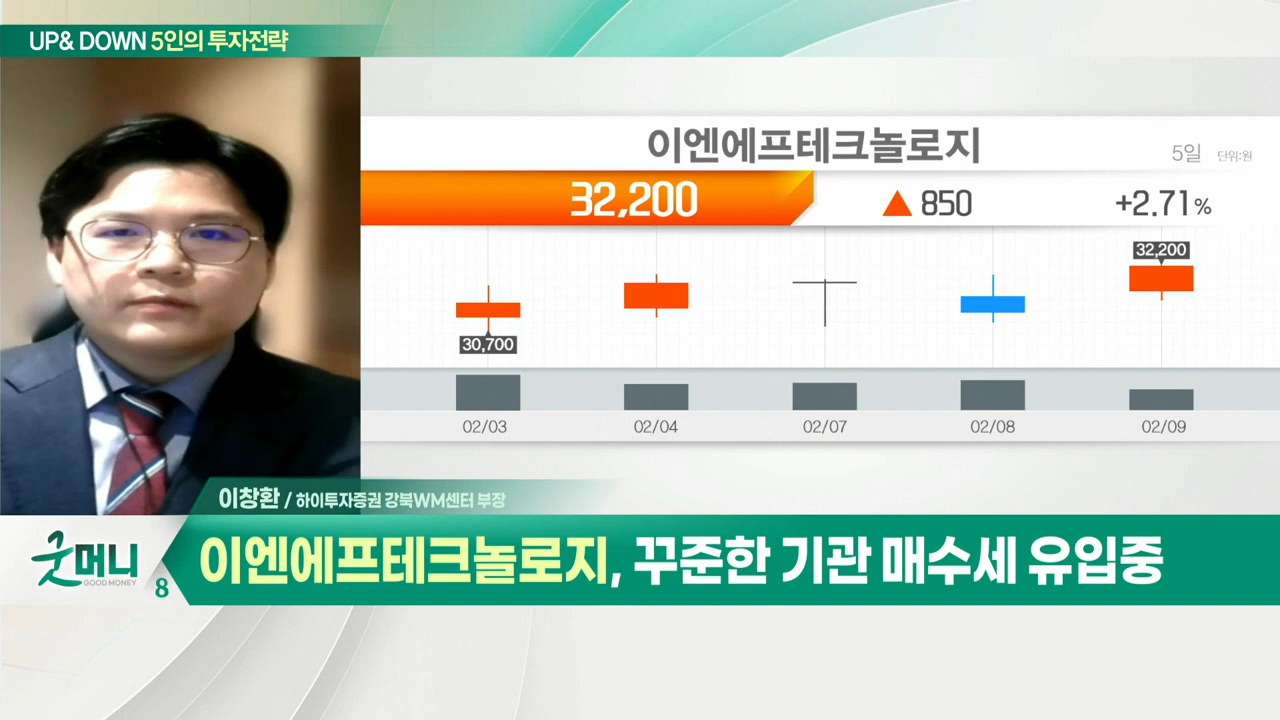 UP& DOWN 5인의 투자전략
이엔에프테크놀로지
5일 단위:원
32,200 ▲ 850 +2.71%
32,200
30,700
02/03 02/04 02/07 02/08 02/09
이창환 / 하이투자증권 강북WM센터 부장
굿머니
GOOD MONEY
8
이엔에프테크놀로지, 꾸준한 기관 매수세 유입중